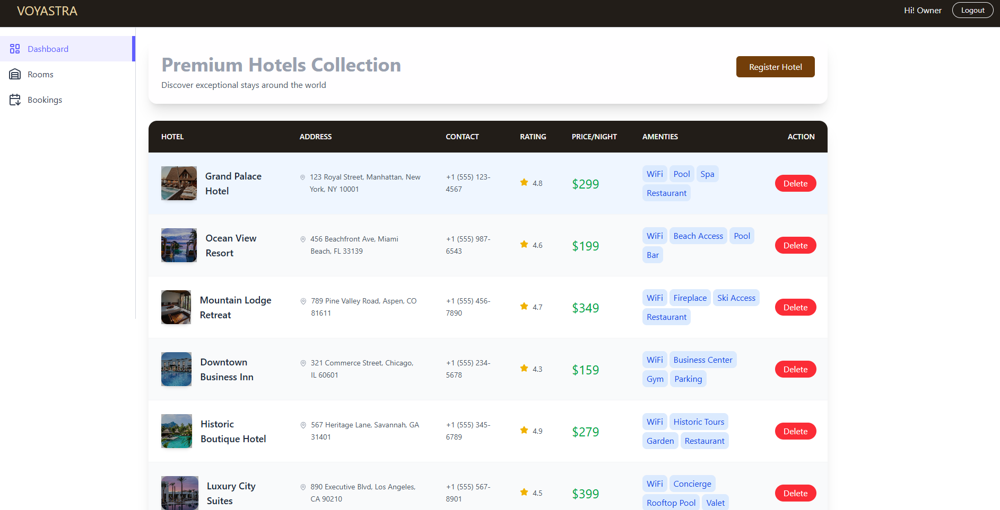 VOYASTRA
Hi! Owner
Logout
Dashboard
Rooms
Bookings
Premium Hotels Collection
Discover exceptional stays around the world
Register Hotel
HOTEL ADDRESS CONTACT RATING PRICE/NIGHT AMENTIES ACTION
Grand Palace
Hotel
123 Royal Street, Manhattan, New
York, NY 10001
+1 (555) 123-
4567
4.8
$299
WiFi Pool Spa
Restaurant
Delete
Ocean View
Resort
456 Beachfront Ave, Miami
Beach, FL 33139
+1 (555) 987-
6543
4.6
$199
WiFi Beach Access Pool
Bar
Delete
Mountain Lodge
Retreat
789 Pine Valley Road, Aspen, CO
81611
+1 (555) 456-
7890
4.7
$349
WiFi Fireplace Ski Access
Restaurant
Delete
Downtown
Business Inn
321 Commerce Street, Chicago,
IL 60601
+1 (555) 234-
5678
4.3
$159
WiFi Business Center
Gym Parking
Delete
Historic
Boutique Hotel
567 Heritage Lane, Savannah, GA
31401
+1 (555) 345-
6789
4.9
$279
WiFi Historic Tours
Garden Restaurant
Delete
Luxury City
Suites
890 Executive Blvd, Los Angeles,
CA 90210
+1 (555) 567-
8901
4.5
$399
WiFi Concierge
Rooftop Pool Valet
Delete